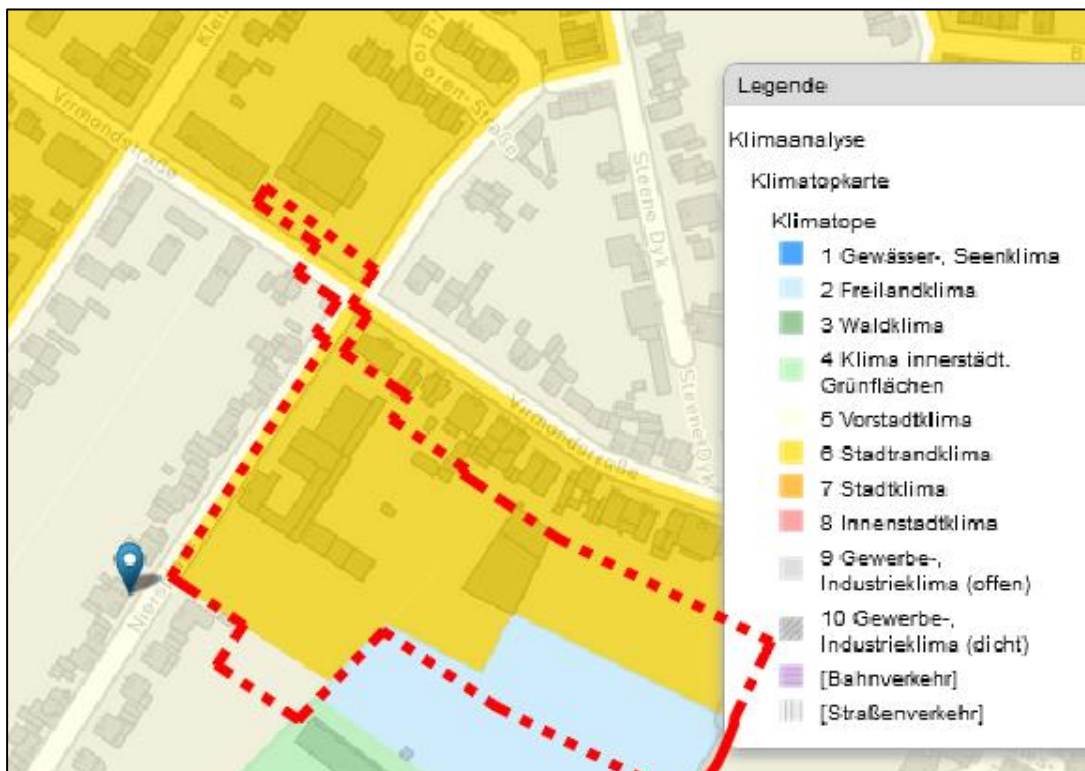 Virmondstraße
Steene Dyk
Virmondstraße
Steene Dyk
Niers
Legende
Klimaanalyse
Klimatopkarte
Klimatope
1 Gewässer-, Seenklima
2 Freilandklima
3 Waldklima
4 Klima innerstädt.
Grünflächen
5 Vorstadtklima
6 Stadtrandklima
7 Stadtklima
8 Innenstadtklima
9 Gewerbe-,
Industrieklima (offen)
10 Gewerbe-,
Industrieklima (dicht)
[Bahnverkehr]
[Straßenverkehr]